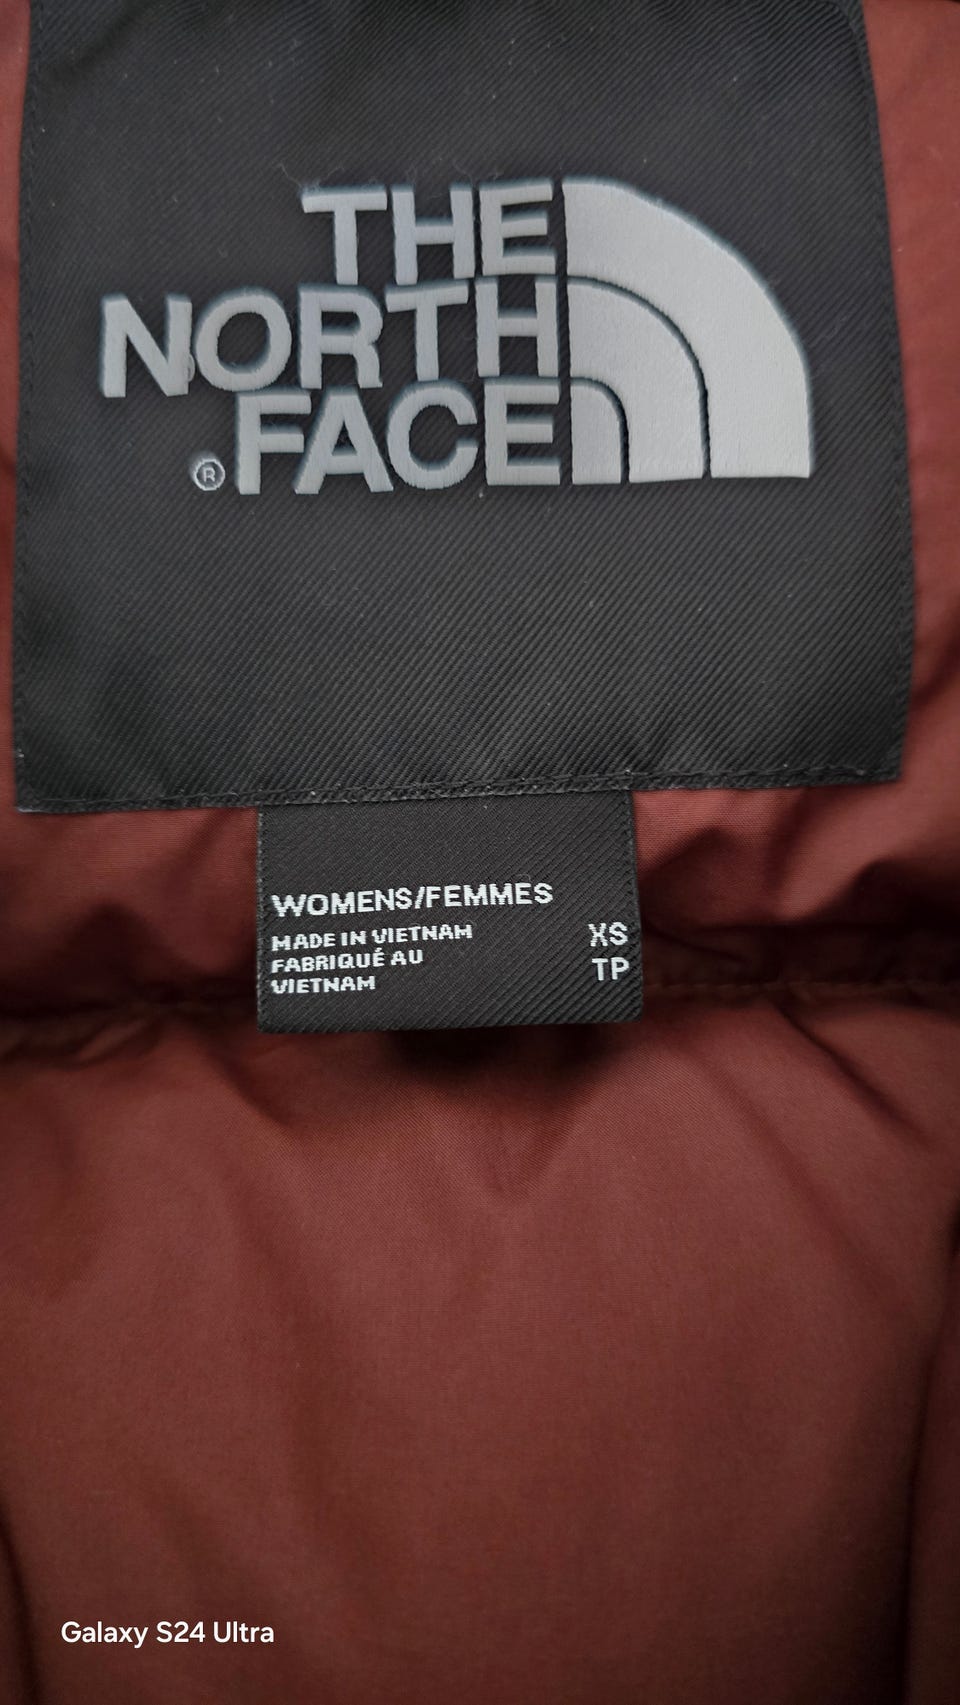 THE
NORTH
FACE
®
WOMENS/FEMMES
MADE IN VIETNAM
FABRIQUÉ AU
VIETNAM
XS
TP
Galaxy S24 Ultra